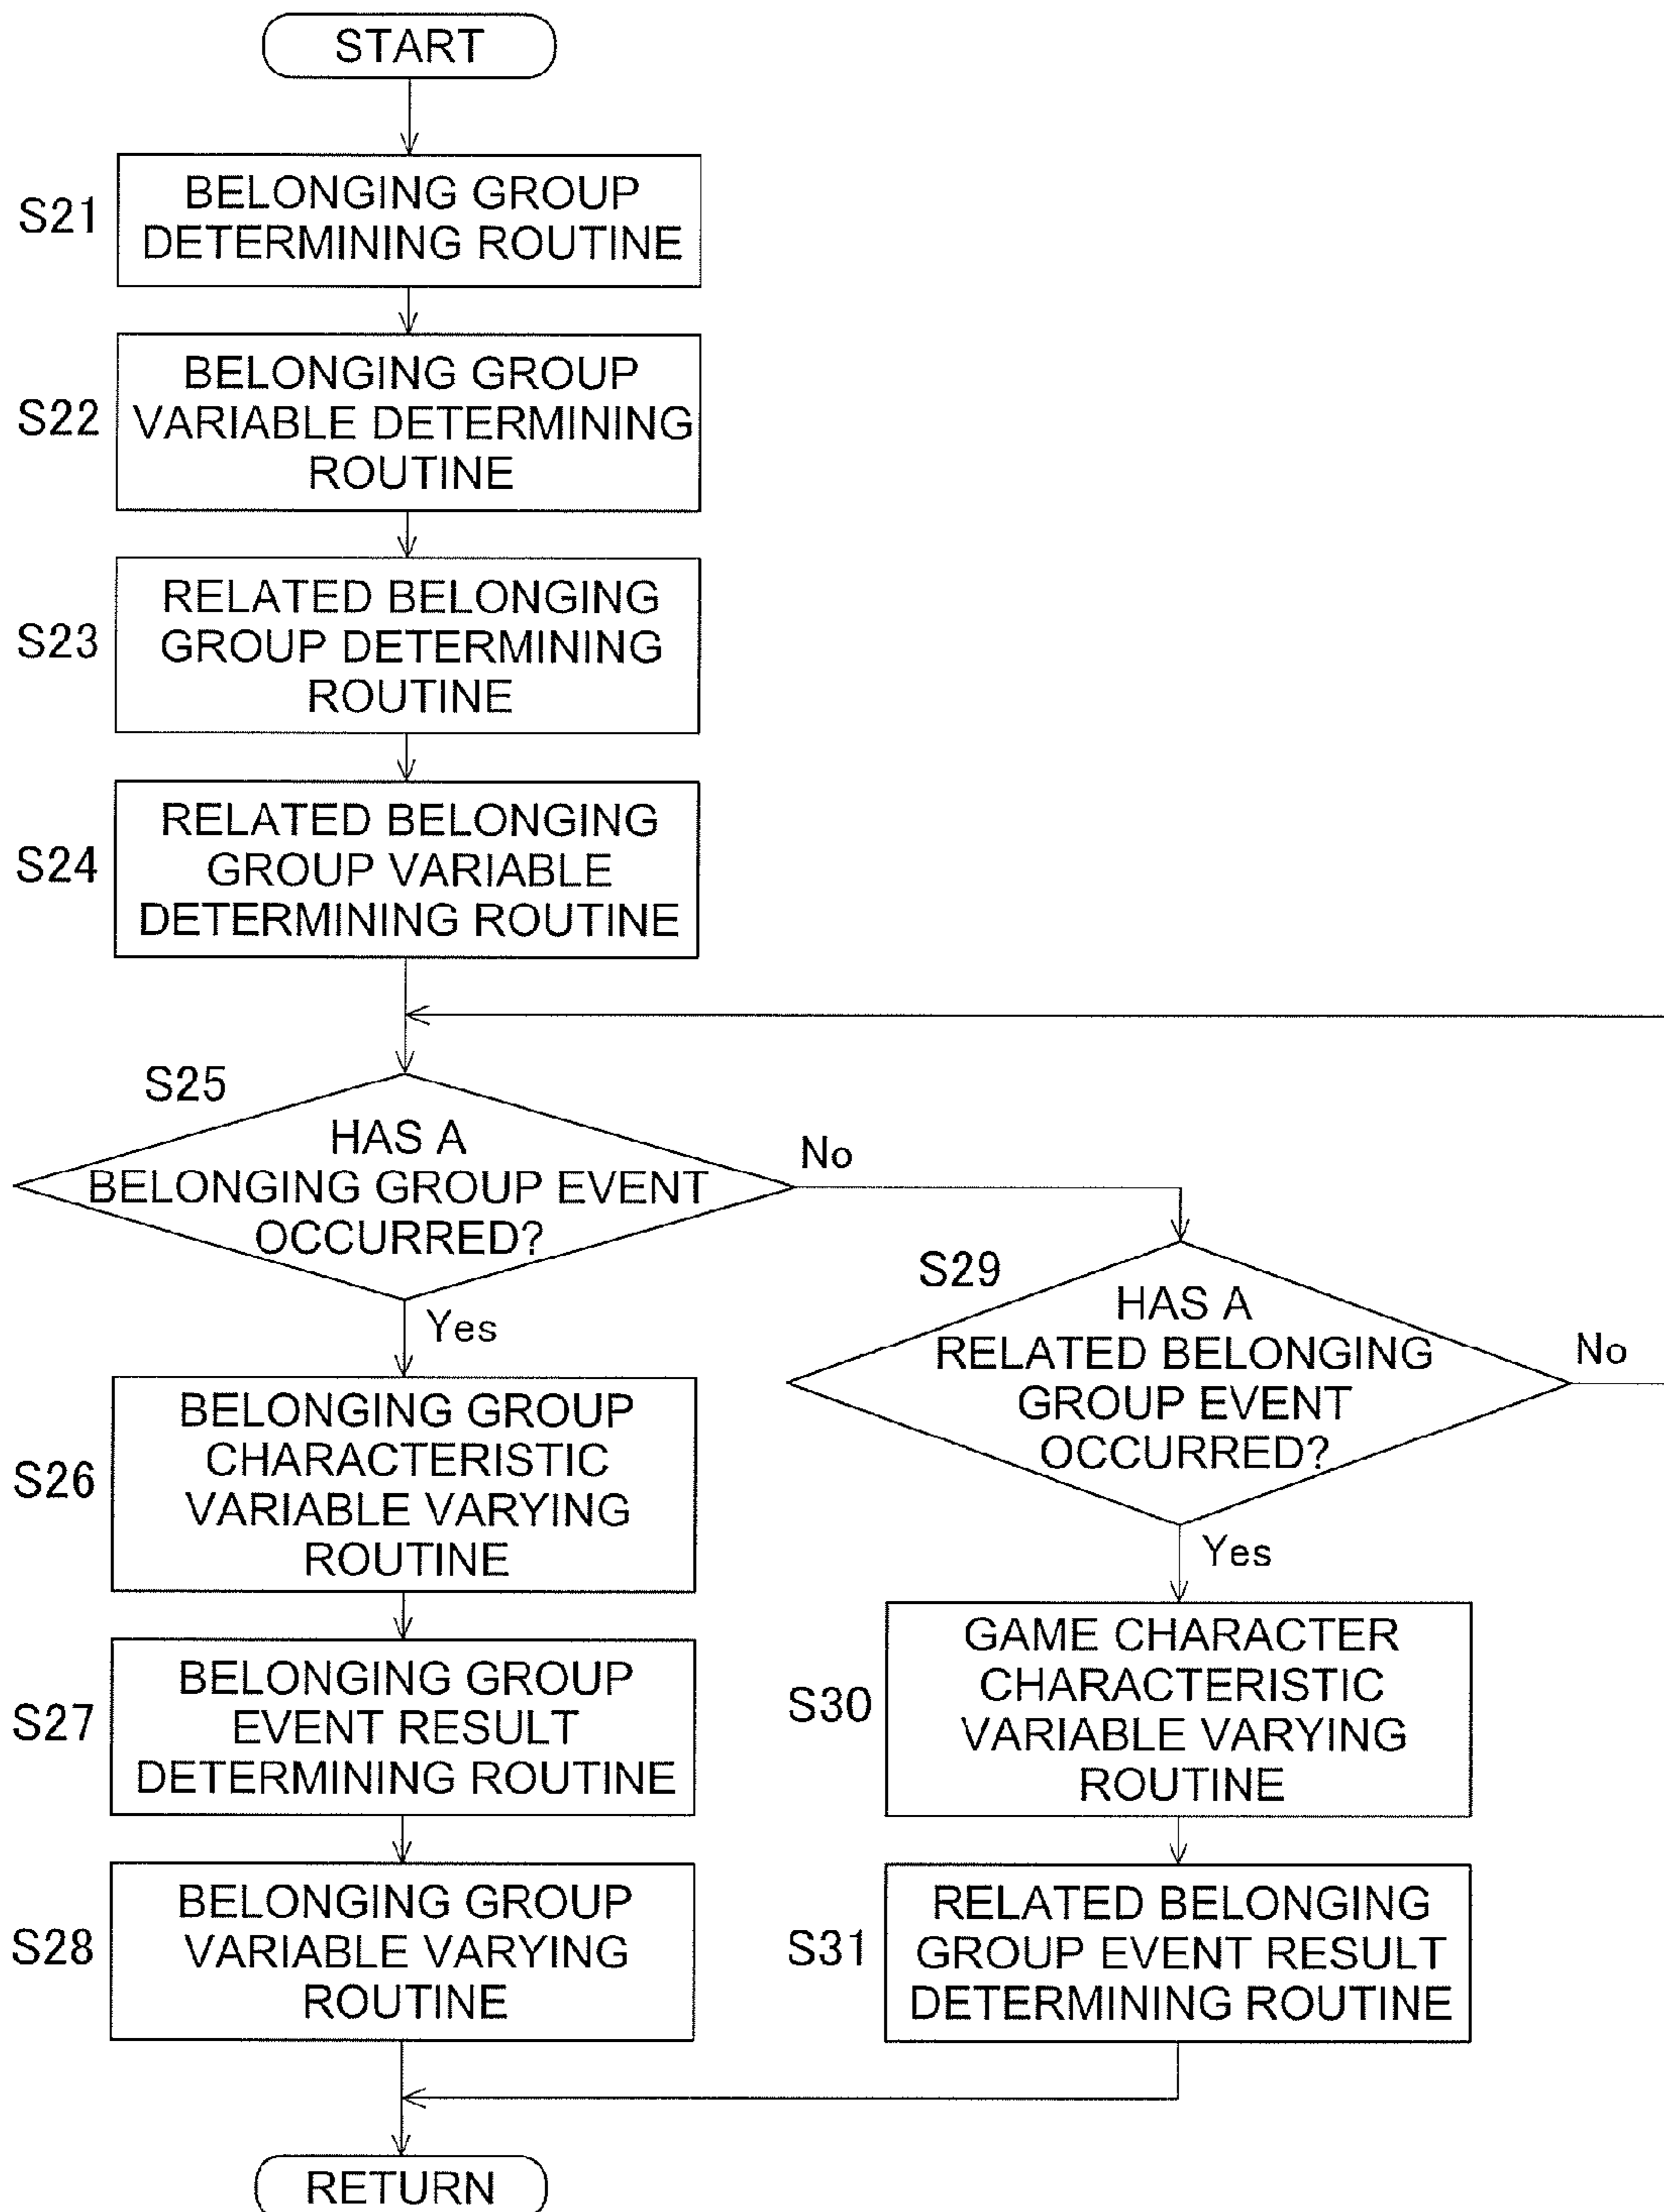 START
S21
BELONGING GROUP
DETERMINING ROUTINE
S22
BELONGING GROUP
VARIABLE DETERMINING
ROUTINE
S23
RELATED BELONGING
GROUP DETERMINING
ROUTINE
S24
RELATED BELONGING
GROUP VARIABLE
DETERMINING ROUTINE
S25
HAS A
BELONGING GROUP EVENT
OCCURRED?
No
Yes
S26
BELONGING GROUP
CHARACTERISTIC
VARIABLE VARYING
ROUTINE
S27
BELONGING GROUP
EVENT RESULT
DETERMINING ROUTINE
S28
BELONGING GROUP
VARIABLE VARYING
ROUTINE
S29
HAS A
RELATED BELONGING
GROUP EVENT
OCCURRED?
No
Yes
S30
GAME CHARACTER
CHARACTERISTIC
VARIABLE VARYING
ROUTINE
S31
RELATED BELONGING
GROUP EVENT RESULT
DETERMINING ROUTINE
RETURN